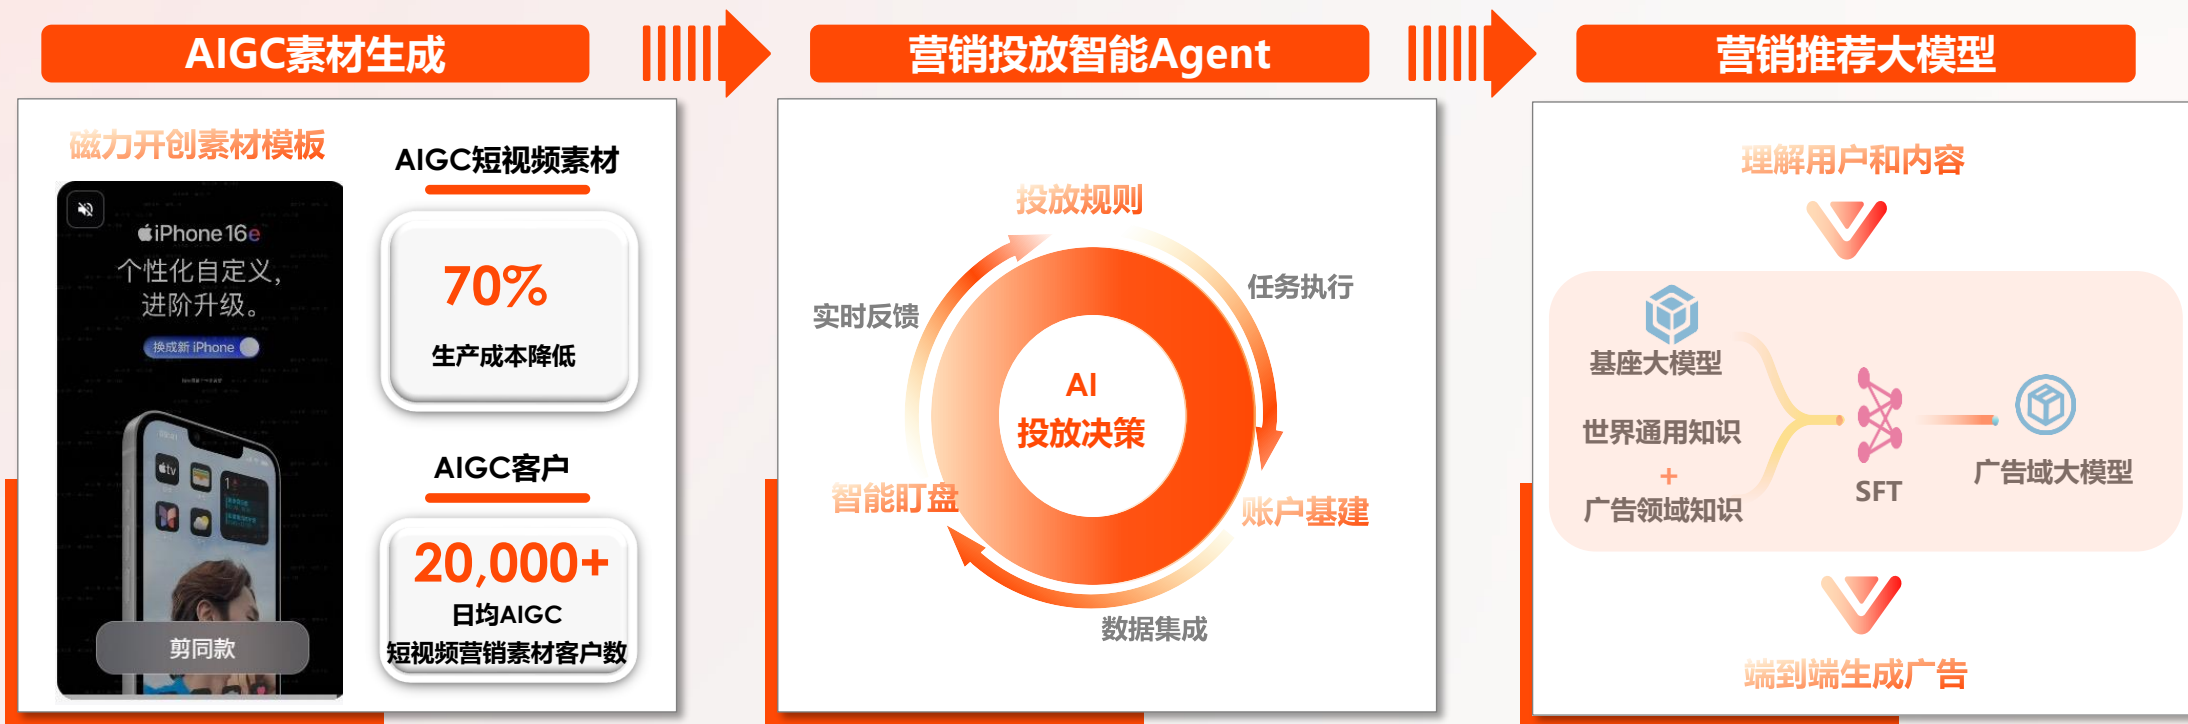 AIGC素材生成
营销投放智能Agent
营销推荐大模型
磁力开创素材模板
iPhone 16e
个性化自定义,
进阶升级。
换成新 iPhone
tv
剪同款
AIGC短视频素材
70%
生产成本降低
AIGC客户
20,000+
日均AIGC
短视频营销素材客户数
投放规则
任务执行
实时反馈
AI
投放决策
智能盯盘
账户基建
数据集成
理解用户和内容
基座大模型
世界通用知识
+
广告领域知识
SFT
广告域大模型
端到端生成广告